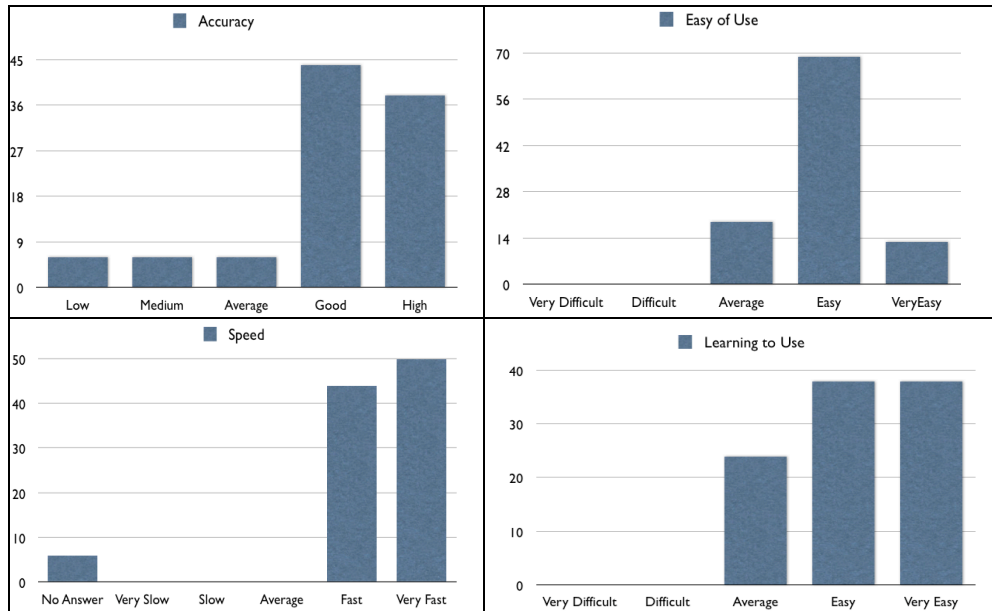 Accuracy
45
36
27
18
9
0
Low Medium Average Good High
Easy of Use
70
56
42
28
14
0
Very Difficult Difficult Average Easy VeryEasy
Speed
50
40
30
20
10
0
No Answer Very Slow Slow Average Fast Very Fast
Learning to Use
40
30
20
10
0
Very Difficult Difficult Average Easy Very Easy